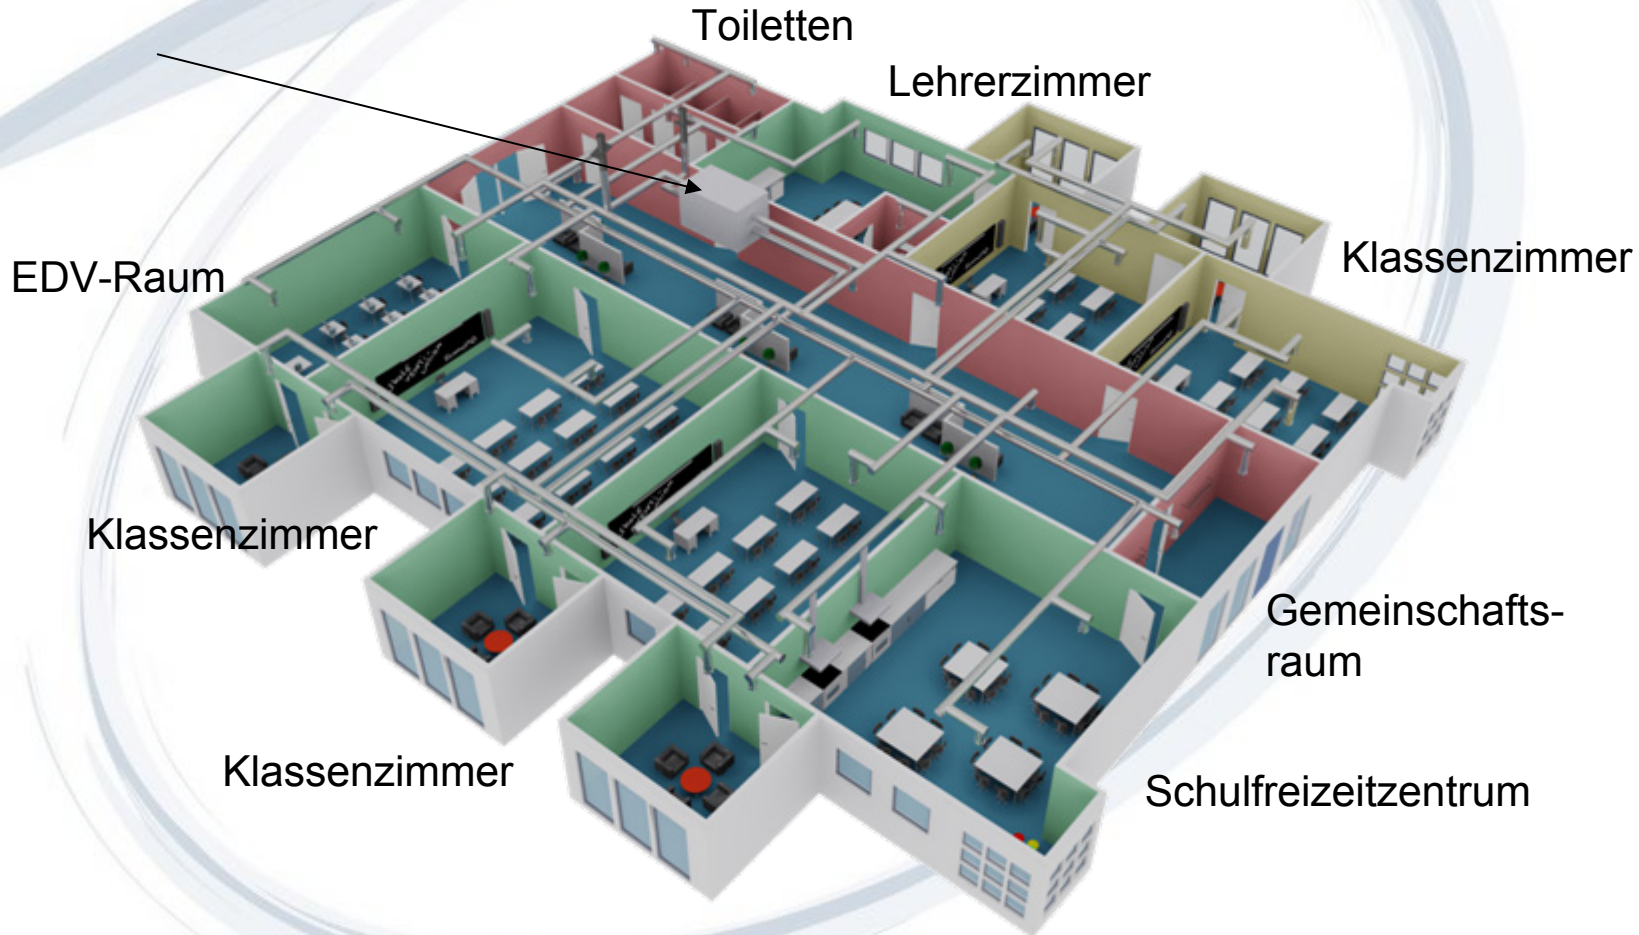 Toiletten
Lehrerzimmer
Klassenzimmer
EDV-Raum
Klassenzimmer
Gemeinschafts-
raum
Klassenzimmer
Schulfreizeitzentrum